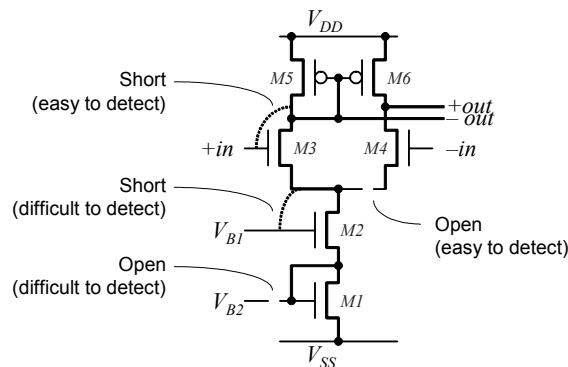 V_DD
M5
M6
Short
(easy to detect)
+out
– out
+in
M3
M4
–in
Short
(difficult to detect)
V_B1
M2
Open
(easy to detect)
Open
(difficult to detect)
V_B2
M1
V_SS